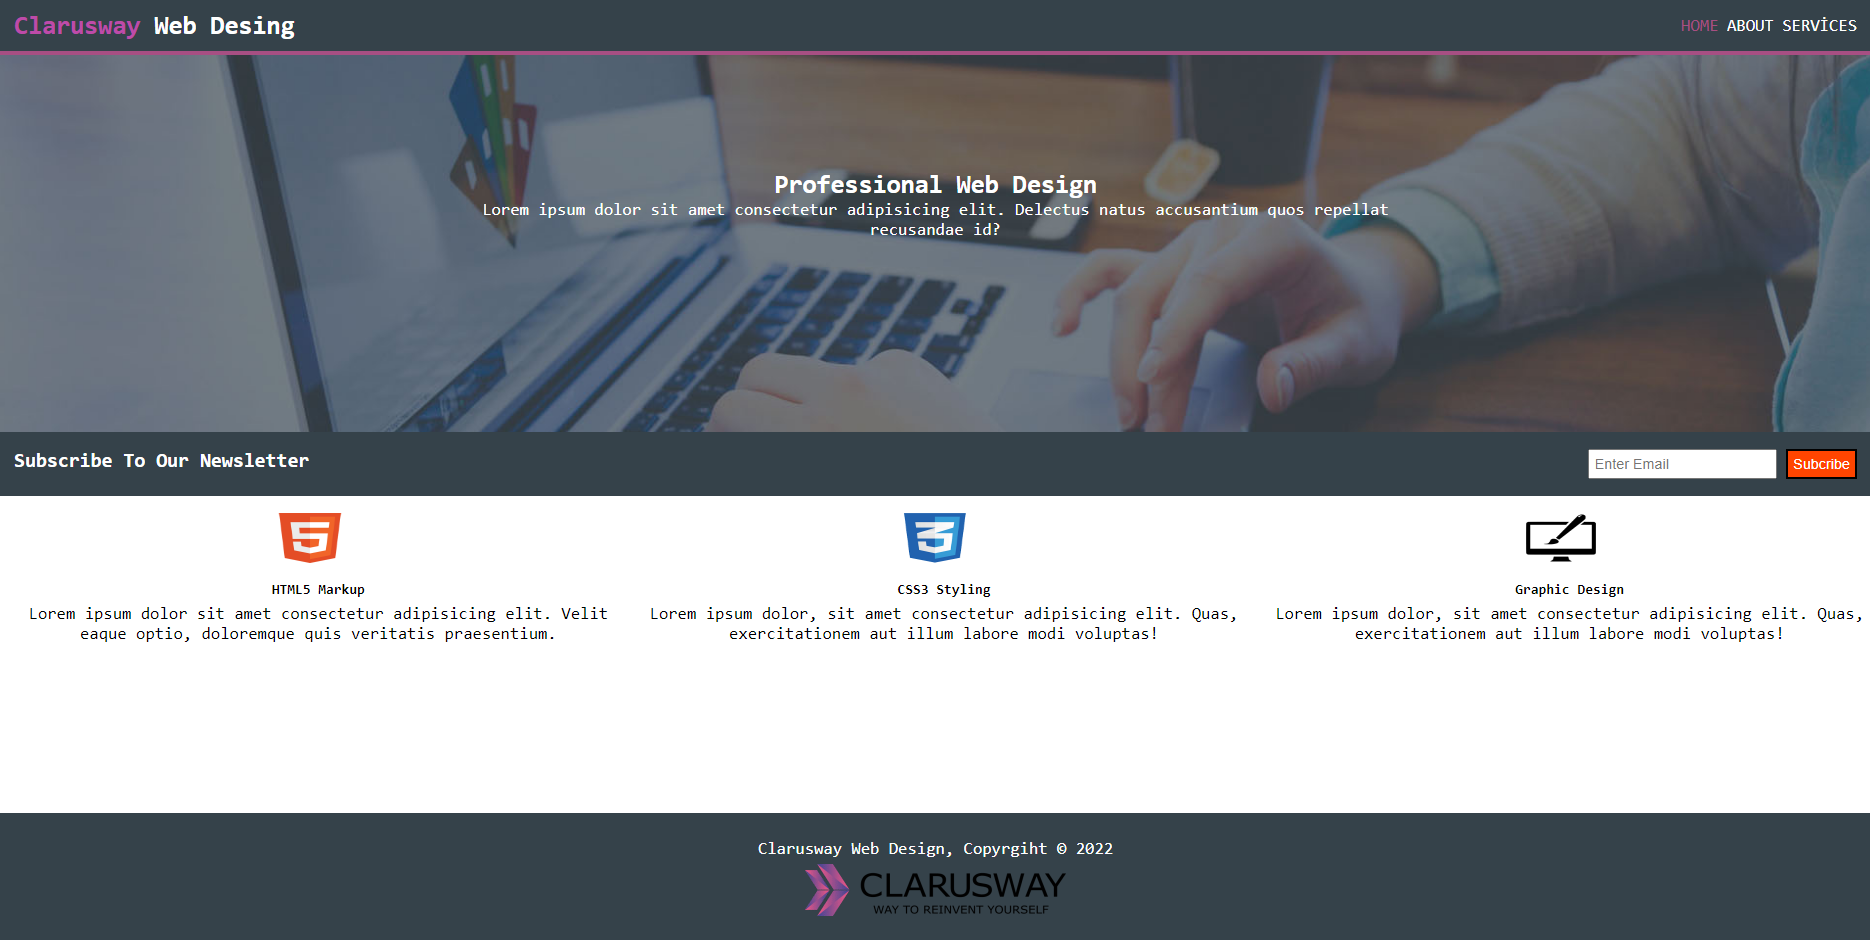 Clarusway Web Desing
HOME ABOUT SERVİCES
Professional Web Design
Lorem ipsum dolor sit amet consectetur adipisicing elit. Delectus natus accusantium quos repellat
recusandae id?
Subscribe To Our Newsletter
Enter Email
Subcribe
HTML5 Markup
Lorem ipsum dolor sit amet consectetur adipisicing elit. Velit
eaque optio, doloremque quis veritatis praesentium.
CSS3 Styling
Lorem ipsum dolor, sit amet consectetur adipisicing elit. Quas,
exercitationem aut illum labore modi voluptas!
Graphic Design
Lorem ipsum dolor, sit amet consectetur adipisicing elit. Quas,
exercitationem aut illum labore modi voluptas!
Clarusway Web Design, Copyrgiht © 2022
CLARUSWAY
WAY TO REINVENT YOURSELF